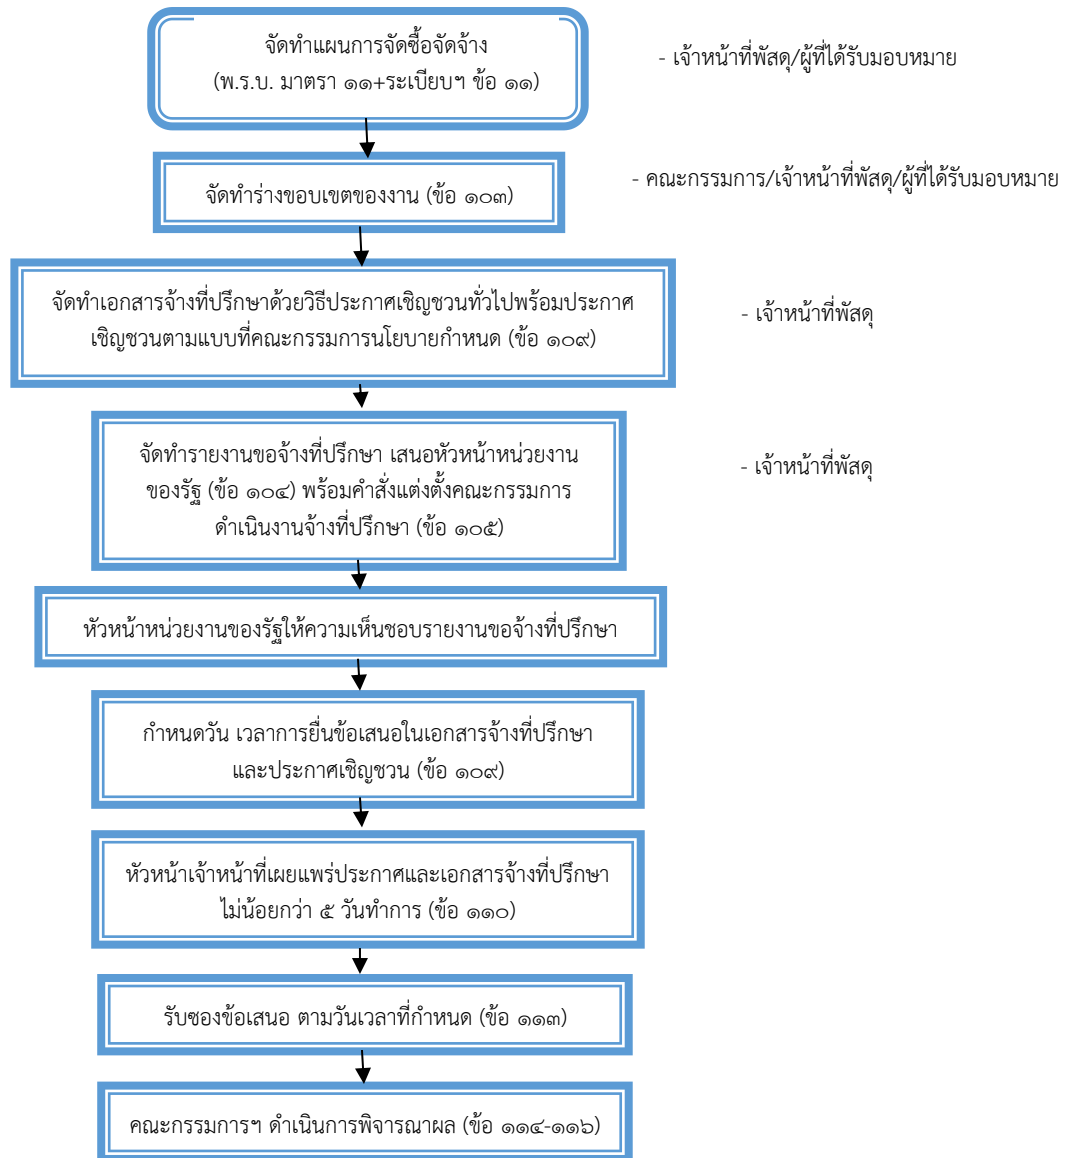 จัดทำแผนการจัดซื้อจัดจ้าง
(พ.ร.บ. มาตรา ๑๑+ระเบียบฯ ข้อ ๑๑)
- เจ้าหน้าที่พัสดุ/ผู้ที่ได้รับมอบหมาย
จัดทำร่างขอบเขตของงาน (ข้อ ๑๐๓)
- คณะกรรมการ/เจ้าหน้าที่พัสดุ/ผู้ที่ได้รับมอบหมาย
จัดทำเอกสารจ้างที่ปรึกษาด้วยวิธีประกาศเชิญชวนทั่วไปพร้อมประกาศ
เชิญชวนตามแบบที่คณะกรรมการนโยบายกำหนด (ข้อ ๑๐๙)
- เจ้าหน้าที่พัสดุ
จัดทำรายงานขอจ้างที่ปรึกษา เสนอหัวหน้าหน่วยงาน
ของรัฐ (ข้อ ๑๐๔) พร้อมคำสั่งแต่งตั้งคณะกรรมการ
ดำเนินงานจ้างที่ปรึกษา (ข้อ ๑๐๕)
- เจ้าหน้าที่พัสดุ
หัวหน้าหน่วยงานของรัฐให้ความเห็นชอบรายงานขอจ้างที่ปรึกษา
กำหนดวัน เวลาการยื่นข้อเสนอในเอกสารจ้างที่ปรึกษา
และประกาศเชิญชวน (ข้อ ๑๐๙)
หัวหน้าเจ้าหน้าที่เผยแพร่ประกาศและเอกสารจ้างที่ปรึกษา
ไม่น้อยกว่า ๕ วันทำการ (ข้อ ๑๑๐)
รับซองข้อเสนอ ตามวันเวลาที่กำหนด (ข้อ ๑๑๓)
คณะกรรมการฯ ดำเนินการพิจารณาผล (ข้อ ๑๑๔-๑๑๖)